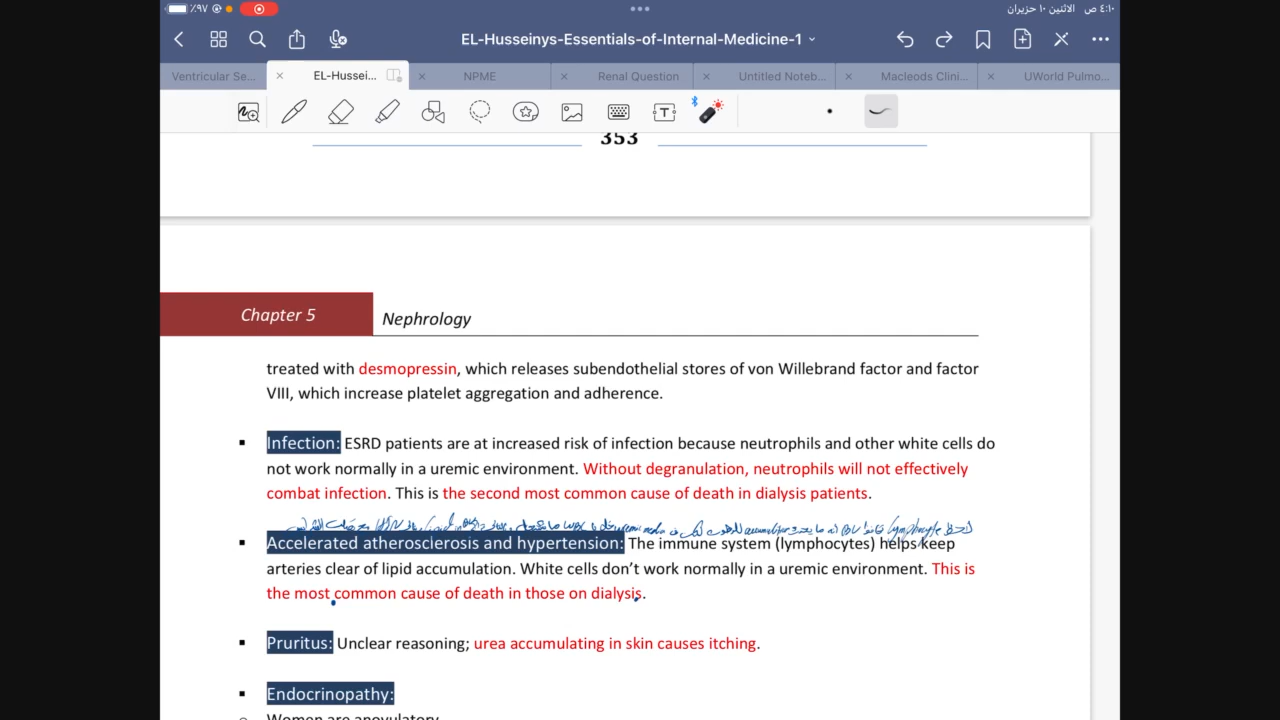 ٪٩٧ الاثنين ١٠ حزيران ٤:١٠ ص
EL-Husseinys-Essentials-of-Internal-Medicine-1
Ventricular Se... EL-Hussei... NPME Renal Question Untitled Noteb... Macleods Clini... UWorld Pulmo...
353
Chapter 5 Nephrology
treated with desmopressin, which releases subendothelial stores of von Willebrand factor and factor
VIII, which increase platelet aggregation and adherence.
▪ Infection: ESRD patients are at increased risk of infection because neutrophils and other white cells do
not work normally in a uremic environment. Without degranulation, neutrophils will not effectively
combat infection. This is the second most common cause of death in dialysis patients.
▪ Accelerated atherosclerosis and hypertension: The immune system (lymphocytes) helps keep
arteries clear of lipid accumulation. White cells don't work normally in a uremic environment. This is
the most common cause of death in those on dialysis.
▪ Pruritus: Unclear reasoning; urea accumulating in skin causes itching.
▪ Endocrinopathy:
Women are anovulatory